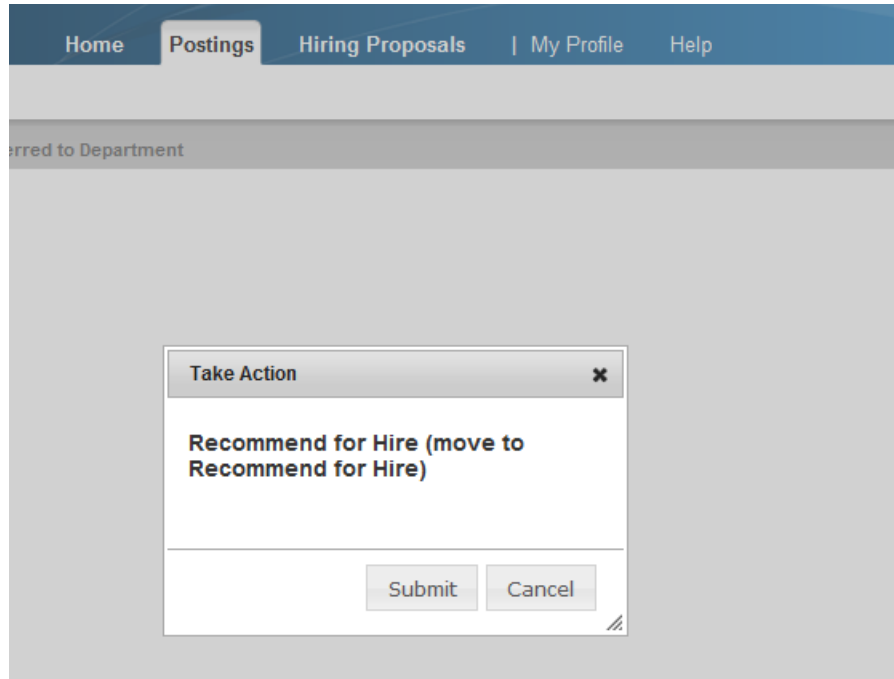 Home Postings Hiring Proposals | My Profile Help
erred to Department
Take Action
Recommend for Hire (move to
Recommend for Hire)
Submit Cancel